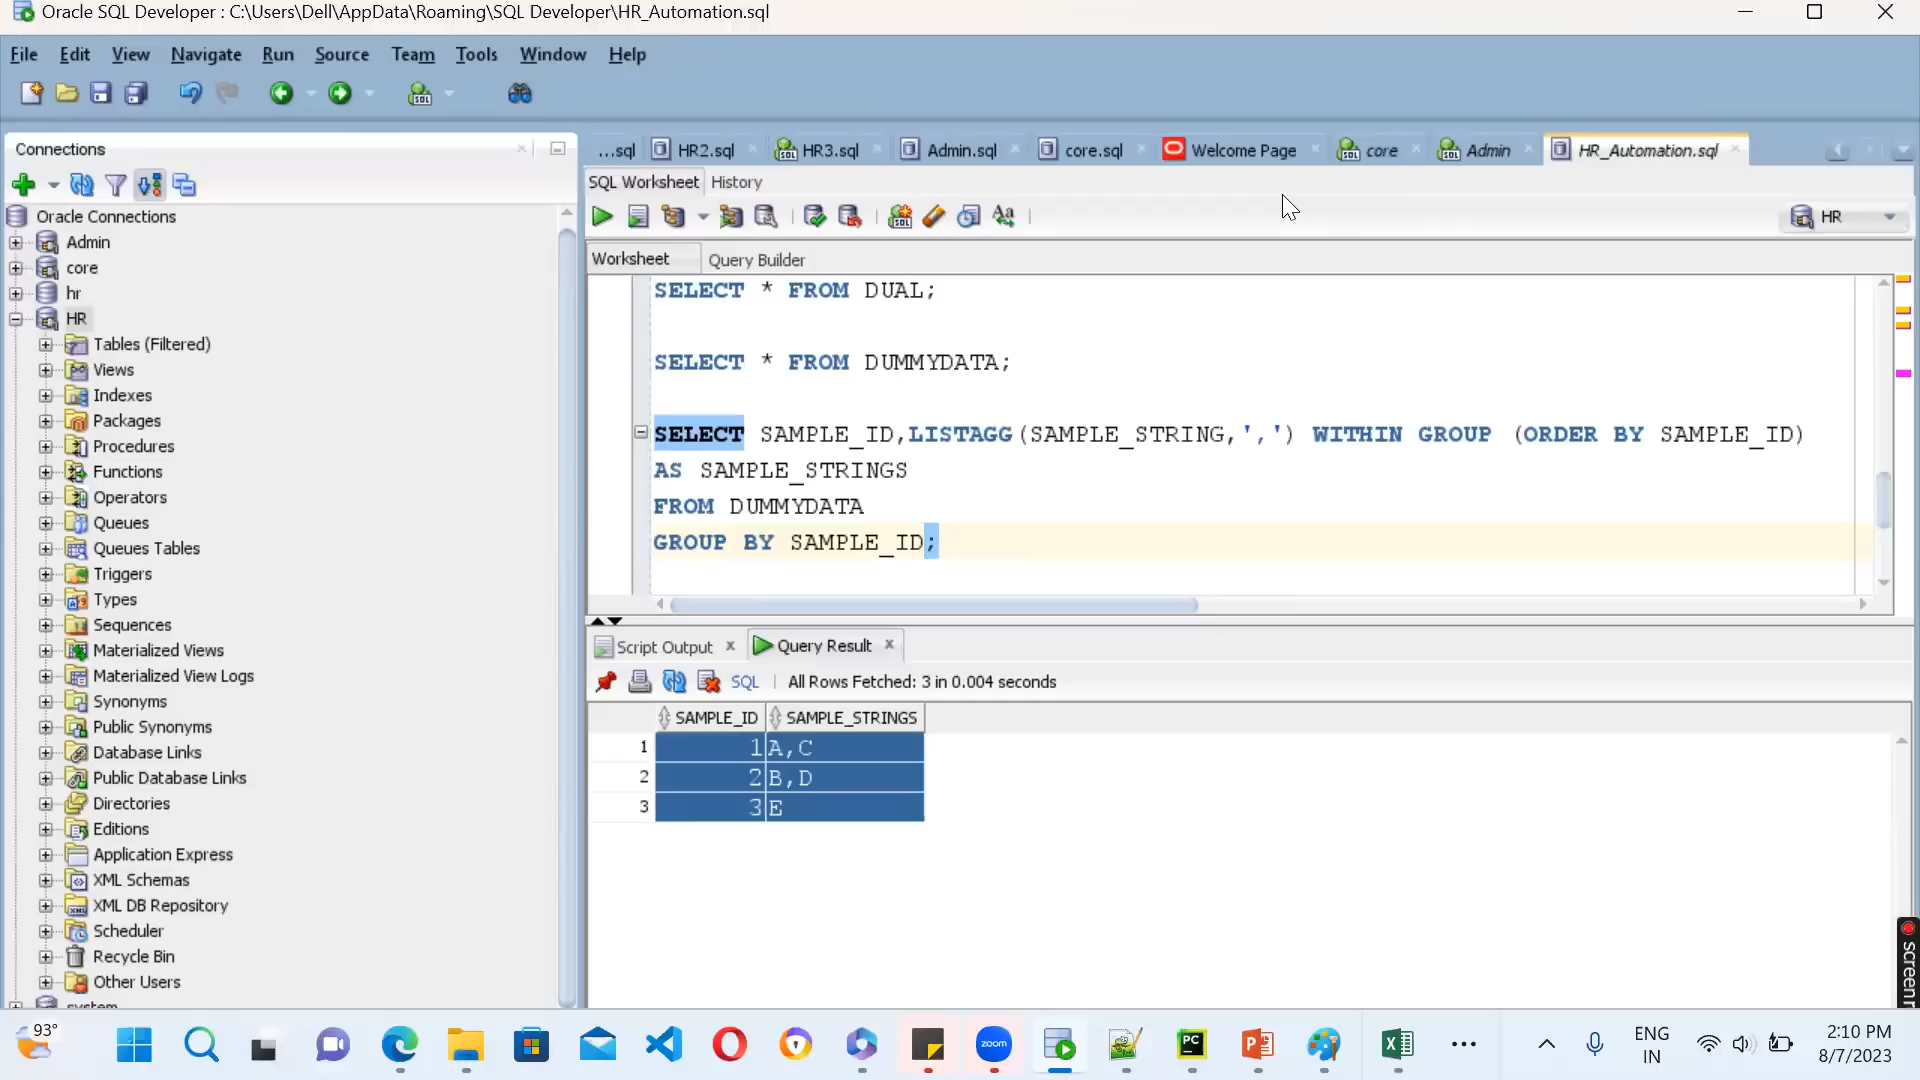 Oracle SQL Developer : C:\Users\Dell\AppData\Roaming\SQL Developer\HR_Automation.sql
File Edit View Navigate Run Source Team Tools Window Help
Connections
Oracle Connections
Admin
core
hr
HR
Tables (Filtered)
Views
Indexes
Packages
Procedures
Functions
Operators
Queues
Queues Tables
Triggers
Types
Sequences
Materialized Views
Materialized View Logs
Synonyms
Public Synonyms
Database Links
Public Database Links
Directories
Editions
Application Express
XML Schemas
XML DB Repository
Scheduler
Recycle Bin
Other Users
system
...sql HR2.sql HR3.sql Admin.sql core.sql Welcome Page core Admin HR_Automation.sql
SQL Worksheet History
HR
Worksheet Query Builder
SELECT * FROM DUAL;
SELECT * FROM DUMMYDATA;
SELECT SAMPLE_ID,LISTAGG(SAMPLE_STRING,',') WITHIN GROUP (ORDER BY SAMPLE_ID)
AS SAMPLE_STRINGS
FROM DUMMYDATA
GROUP BY SAMPLE_ID;
Script Output Query Result
SQL All Rows Fetched: 3 in 0.004 seconds
SAMPLE_ID SAMPLE_STRINGS
1 1 A,C
2 2 B,D
3 3 E
93°
zoom
PC
ENG
IN
2:10 PM
8/7/2023